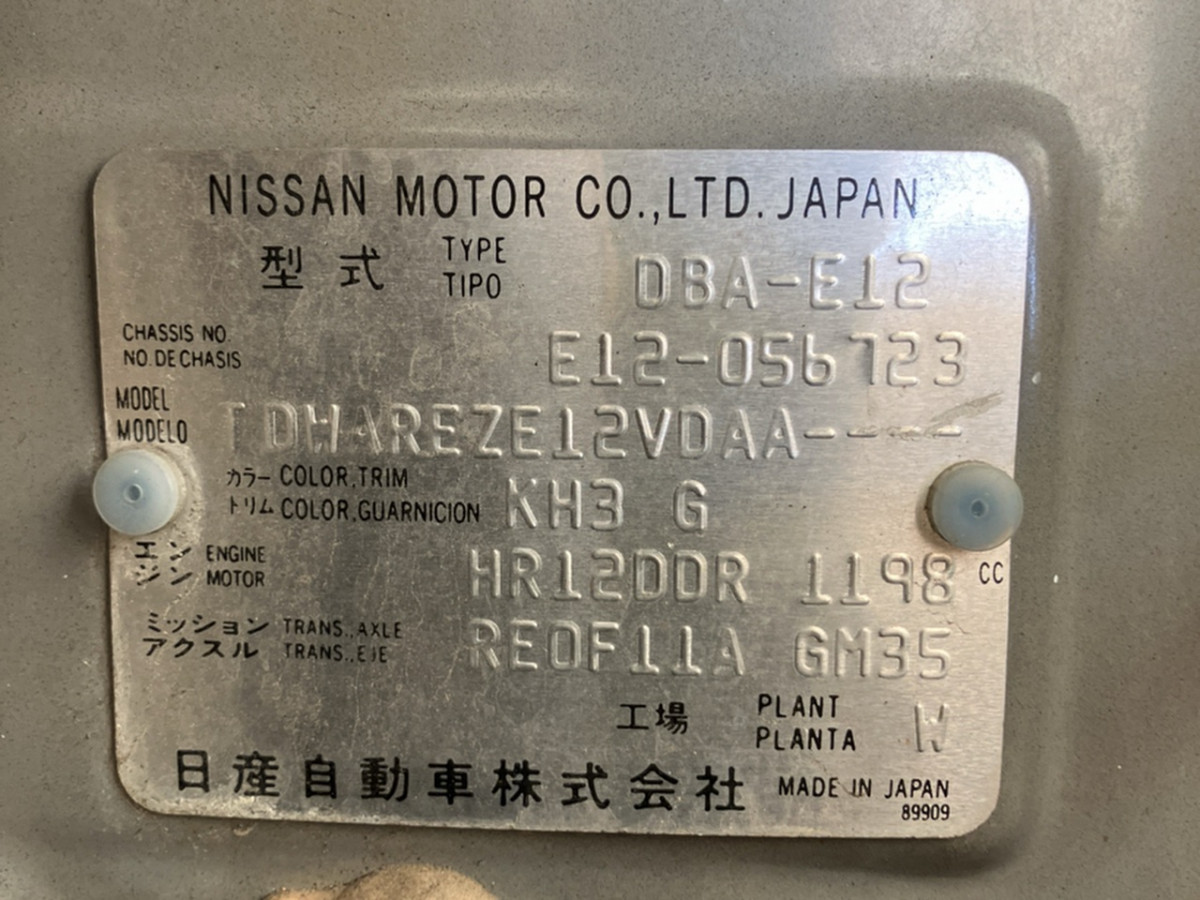 NISSAN MOTOR CO.,LTD. JAPAN
型式 TYPE TIPO DBA-E12
CHASSIS NO.
NO.DE CHASIS
E12-056723
MODEL
MODELO
TDHAREZE12VDAA-----
カラー COLOR,TRIM
トリム COLOR,GUARNICION
KH3 G
エン ENGINE
ジン MOTOR
HR12DDR 1198 CC
ミッション TRANS.,AXLE
アクスル TRANS.,EJE
RE0F11A GM35
工場 PLANT PLANTA W
日産自動車株式会社 MADE IN JAPAN
89909